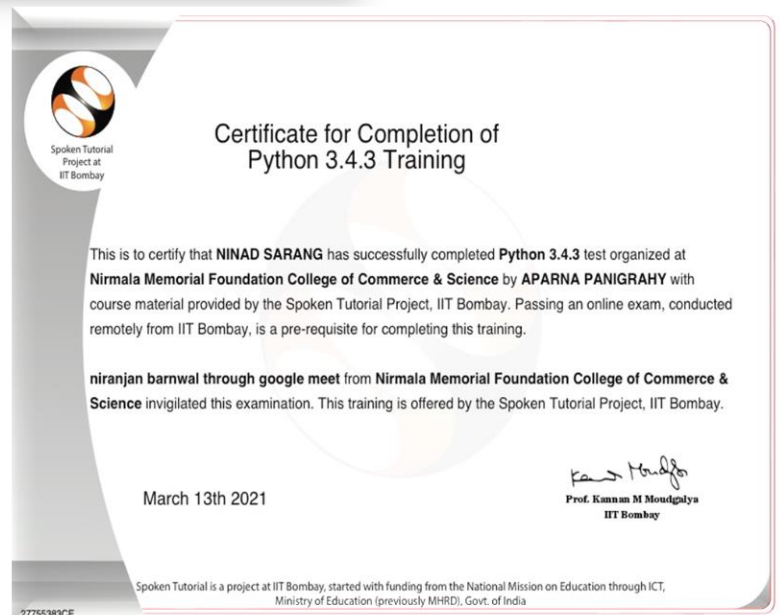 Spoken Tutorial
Project at
IIT Bombay
Certificate for Completion of
Python 3.4.3 Training
This is to certify that NINAD SARANG has successfully completed Python 3.4.3 test organized at
Nirmala Memorial Foundation College of Commerce & Science by APARNA PANIGRAHY with
course material provided by the Spoken Tutorial Project, IIT Bombay. Passing an online exam, conducted
remotely from IIT Bombay, is a pre-requisite for completing this training.
niranjan barnwal through google meet from Nirmala Memorial Foundation College of Commerce &
Science invigilated this examination. This training is offered by the Spoken Tutorial Project, IIT Bombay.
March 13th 2021
Prof. Kannan M Moudgalya
IIT Bombay
Spoken Tutorial is a project at IIT Bombay, started with funding from the National Mission on Education through ICT,
Ministry of Education (previously MHRD), Govt. of India
27755383CE